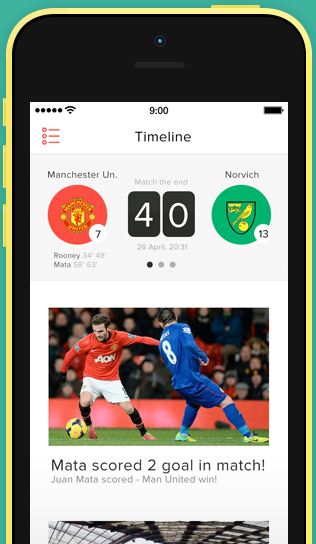 9:00
Timeline
Manchester Un.
Norvich
Match the end
4 0
7
13
26 April, 20:31
Rooney 34' 49'
Mata 58' 63'
AON
8
Mata scored 2 goal in match!
Juan Mata scored - Man United win!